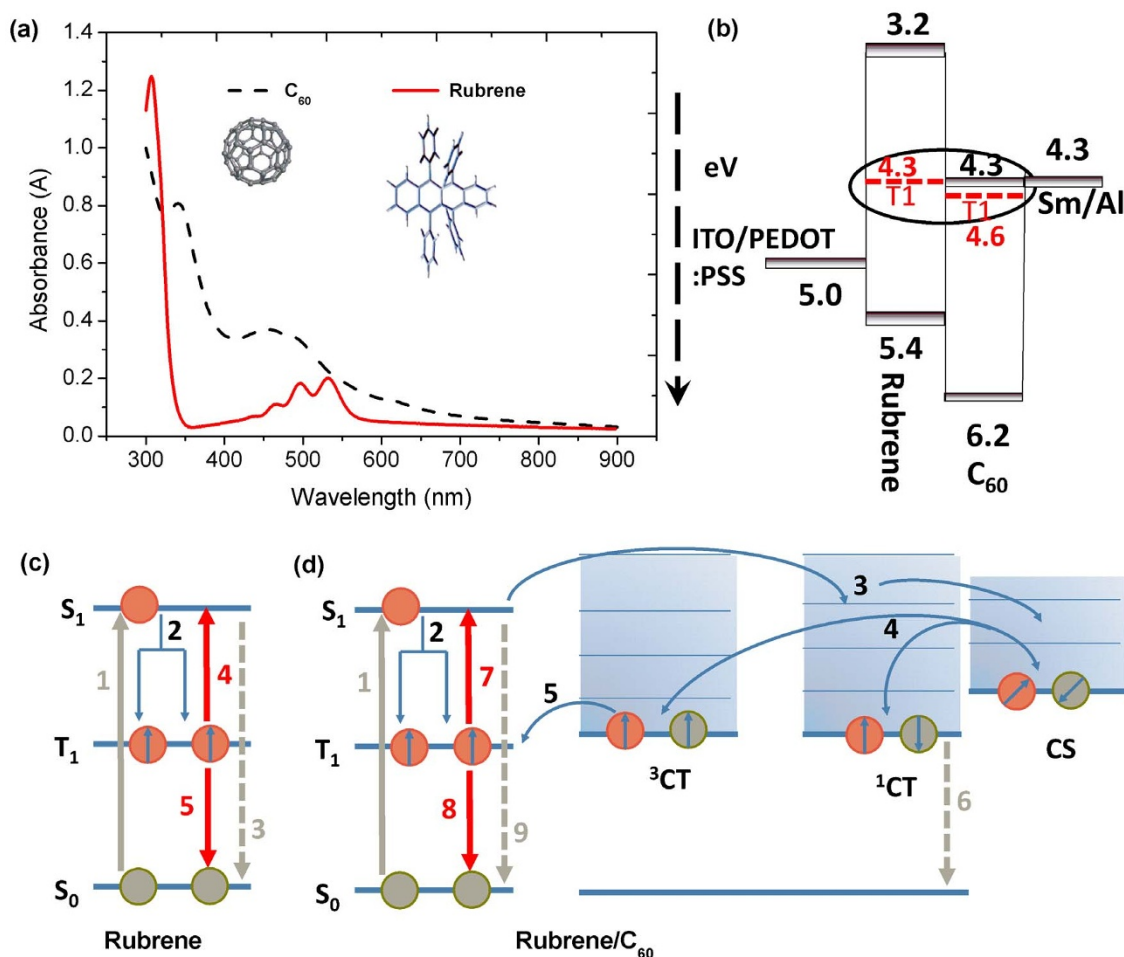 (a)
1.4
1.2
1.0
0.8
0.6
0.4
0.2
0.0
Absorbance (A)
C60
Rubrene
300 400 500 600 700 800 900
Wavelength (nm)
(b)
eV
3.2
4.3
T1
4.3
T1
4.6
4.3
Sm/Al
ITO/PEDOT
:PSS
5.0
5.4
Rubrene
6.2
C60
(c)
S1
T1
S0
1
2
4
5
3
Rubrene
(d)
S1
T1
S0
1
2
7
8
9
5
3
4
6
³CT
¹CT
CS
Rubrene/C60